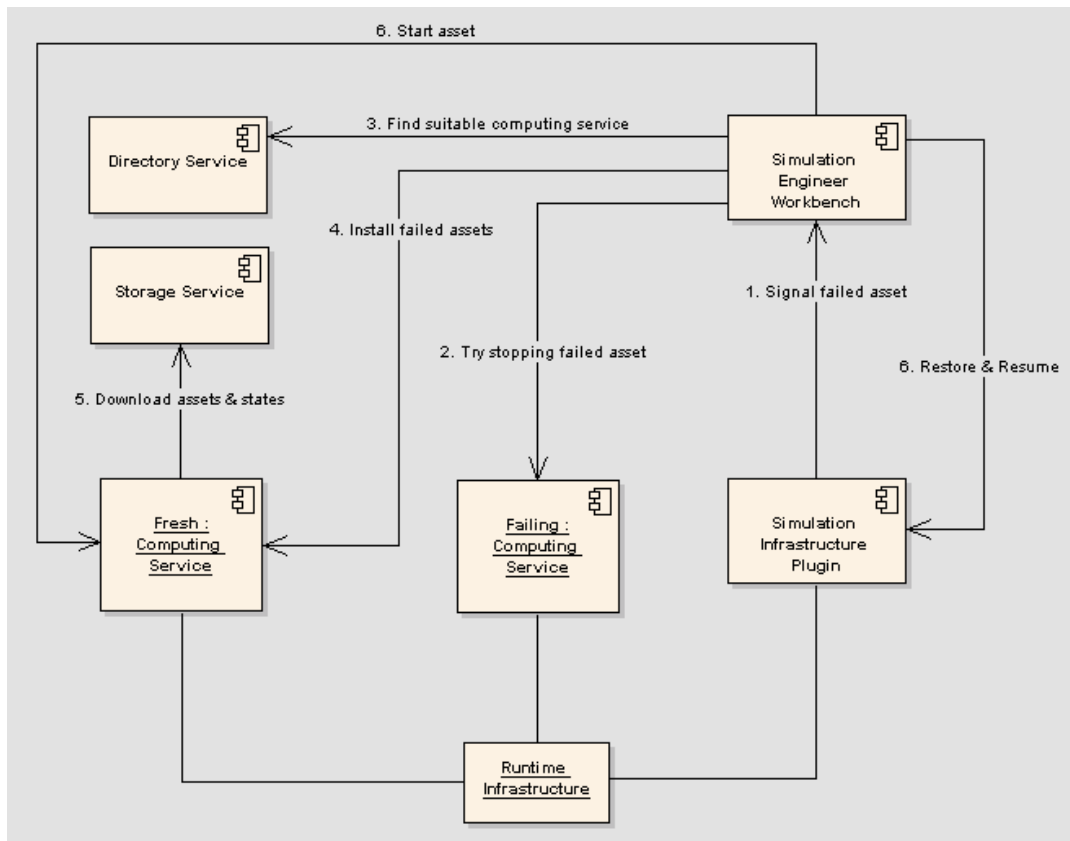 6. Start asset
3. Find suitable computing service
Directory Service
Simulation
Engineer
Workbench
4. Install failed assets
Storage Service
1. Signal failed asset
2. Try stopping failed asset
6. Restore & Resume
5. Download assets & states
Fresh :
Computing
Service
Failing :
Computing
Service
Simulation
Infrastructure
Plugin
Runtime
Infrastructure